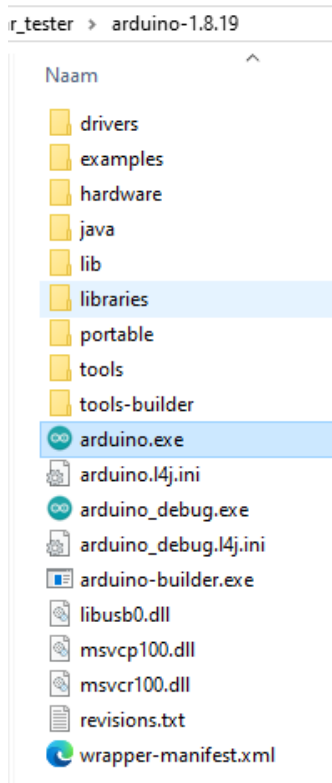 r_tester > arduino-1.8.19
Naam
drivers
examples
hardware
java
lib
libraries
portable
tools
tools-builder
arduino.exe
arduino.l4j.ini
arduino_debug.exe
arduino_debug.l4j.ini
arduino-builder.exe
libusb0.dll
msvcp100.dll
msvcr100.dll
revisions.txt
wrapper-manifest.xml